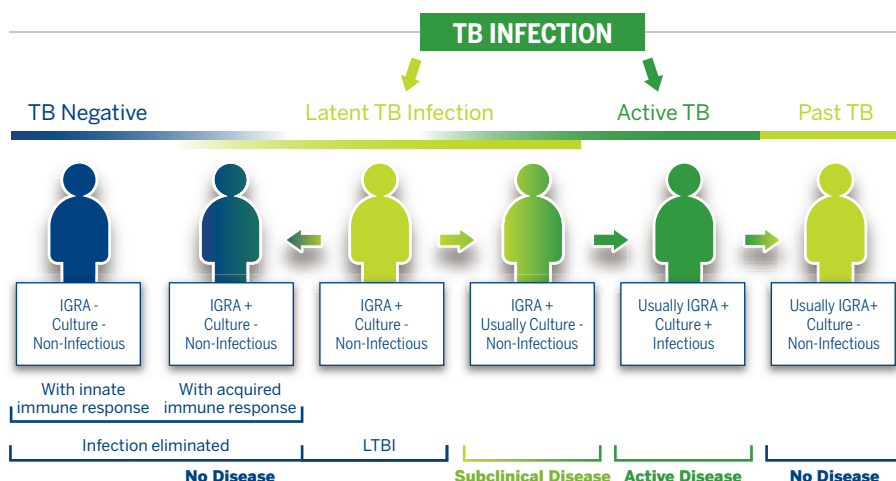 TB INFECTION
TB Negative
Latent TB Infection
Active TB
Past TB
IGRA -
Culture -
Non-Infectious
IGRA +
Culture -
Non-Infectious
IGRA +
Culture -
Non-Infectious
IGRA +
Usually Culture -
Non-Infectious
Usually IGRA +
Culture +
Infectious
Usually IGRA+
Culture -
Non-Infectious
With innate
immune response
With acquired
immune response
Infection eliminated
LTBI
No Disease
Subclinical Disease
Active Disease
No Disease